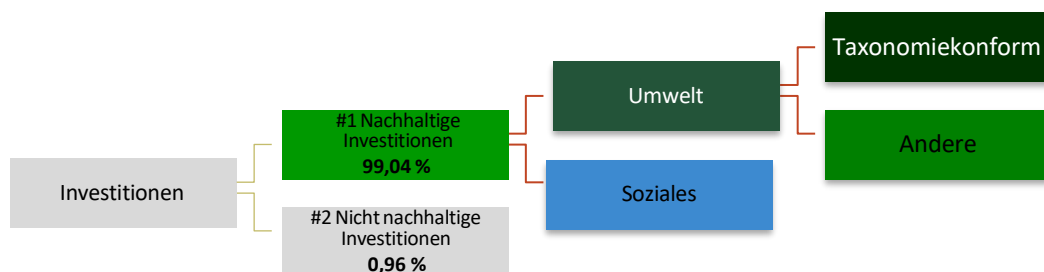 Investitionen
#1 Nachhaltige
Investitionen
99,04 %
#2 Nicht nachhaltige
Investitionen
0,96 %
Umwelt
Soziales
Taxonomiekonform
Andere